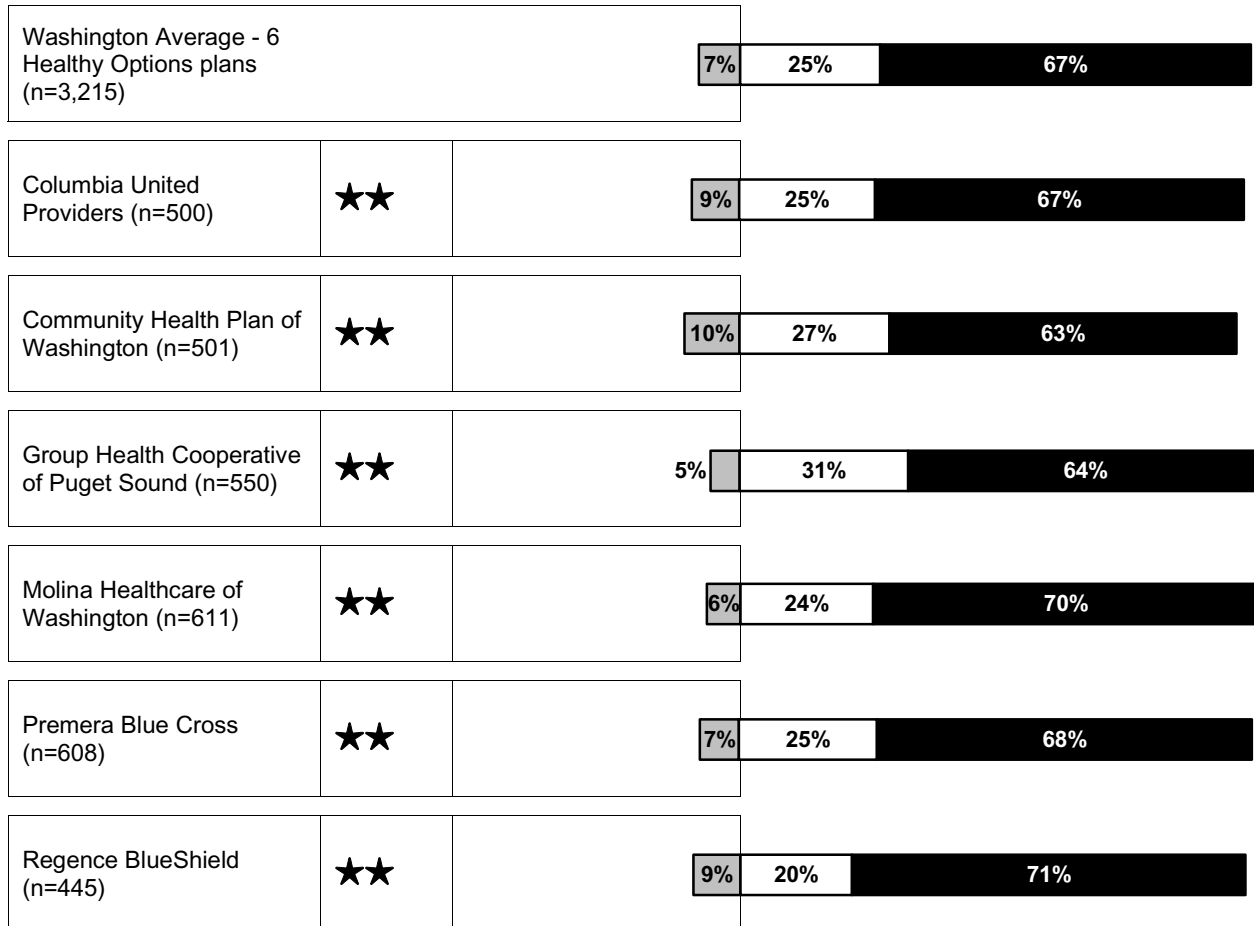 Washington Average - 6
Healthy Options plans
(n=3,215)
7% 25% 67%
Columbia United
Providers (n=500)
★★
9% 25% 67%
Community Health Plan of
Washington (n=501)
★★
10% 27% 63%
Group Health Cooperative
of Puget Sound (n=550)
★★
5% 31% 64%
Molina Healthcare of
Washington (n=611)
★★
6% 24% 70%
Premera Blue Cross
(n=608)
★★
7% 25% 68%
Regence BlueShield
(n=445)
★★
9% 20% 71%